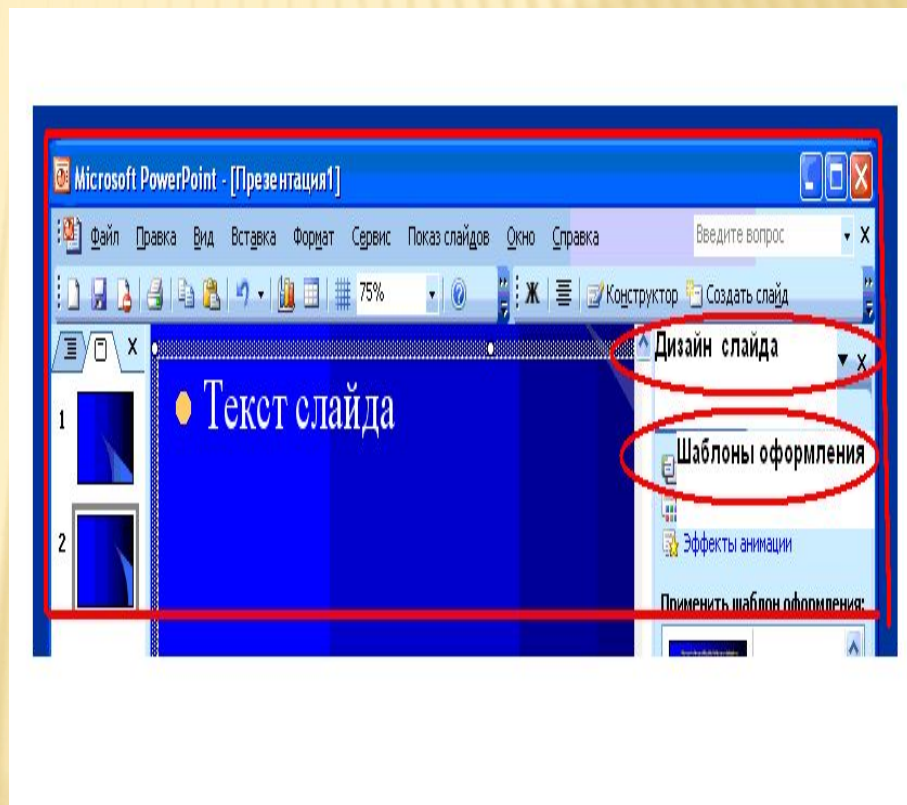 Microsoft PowerPoint - [Презентация1]
Файл Правка Вид Вставка Формат Сервис Показ слайдов Окно Справка Введите вопрос
75% Ж Конструктор Создать слайд
Дизайн слайда
1
Текст слайда
Шаблоны оформления
2
Эффекты анимации
Применить шаблон оформления: